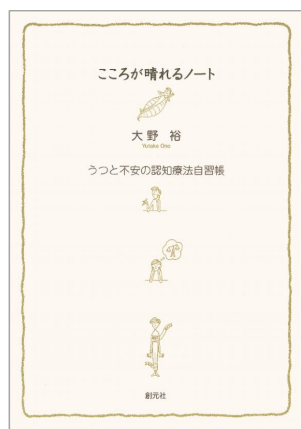 こころが晴れるノート
大野 裕
Yutaka Ono
うつと不安の認知療法自習帳
創元社